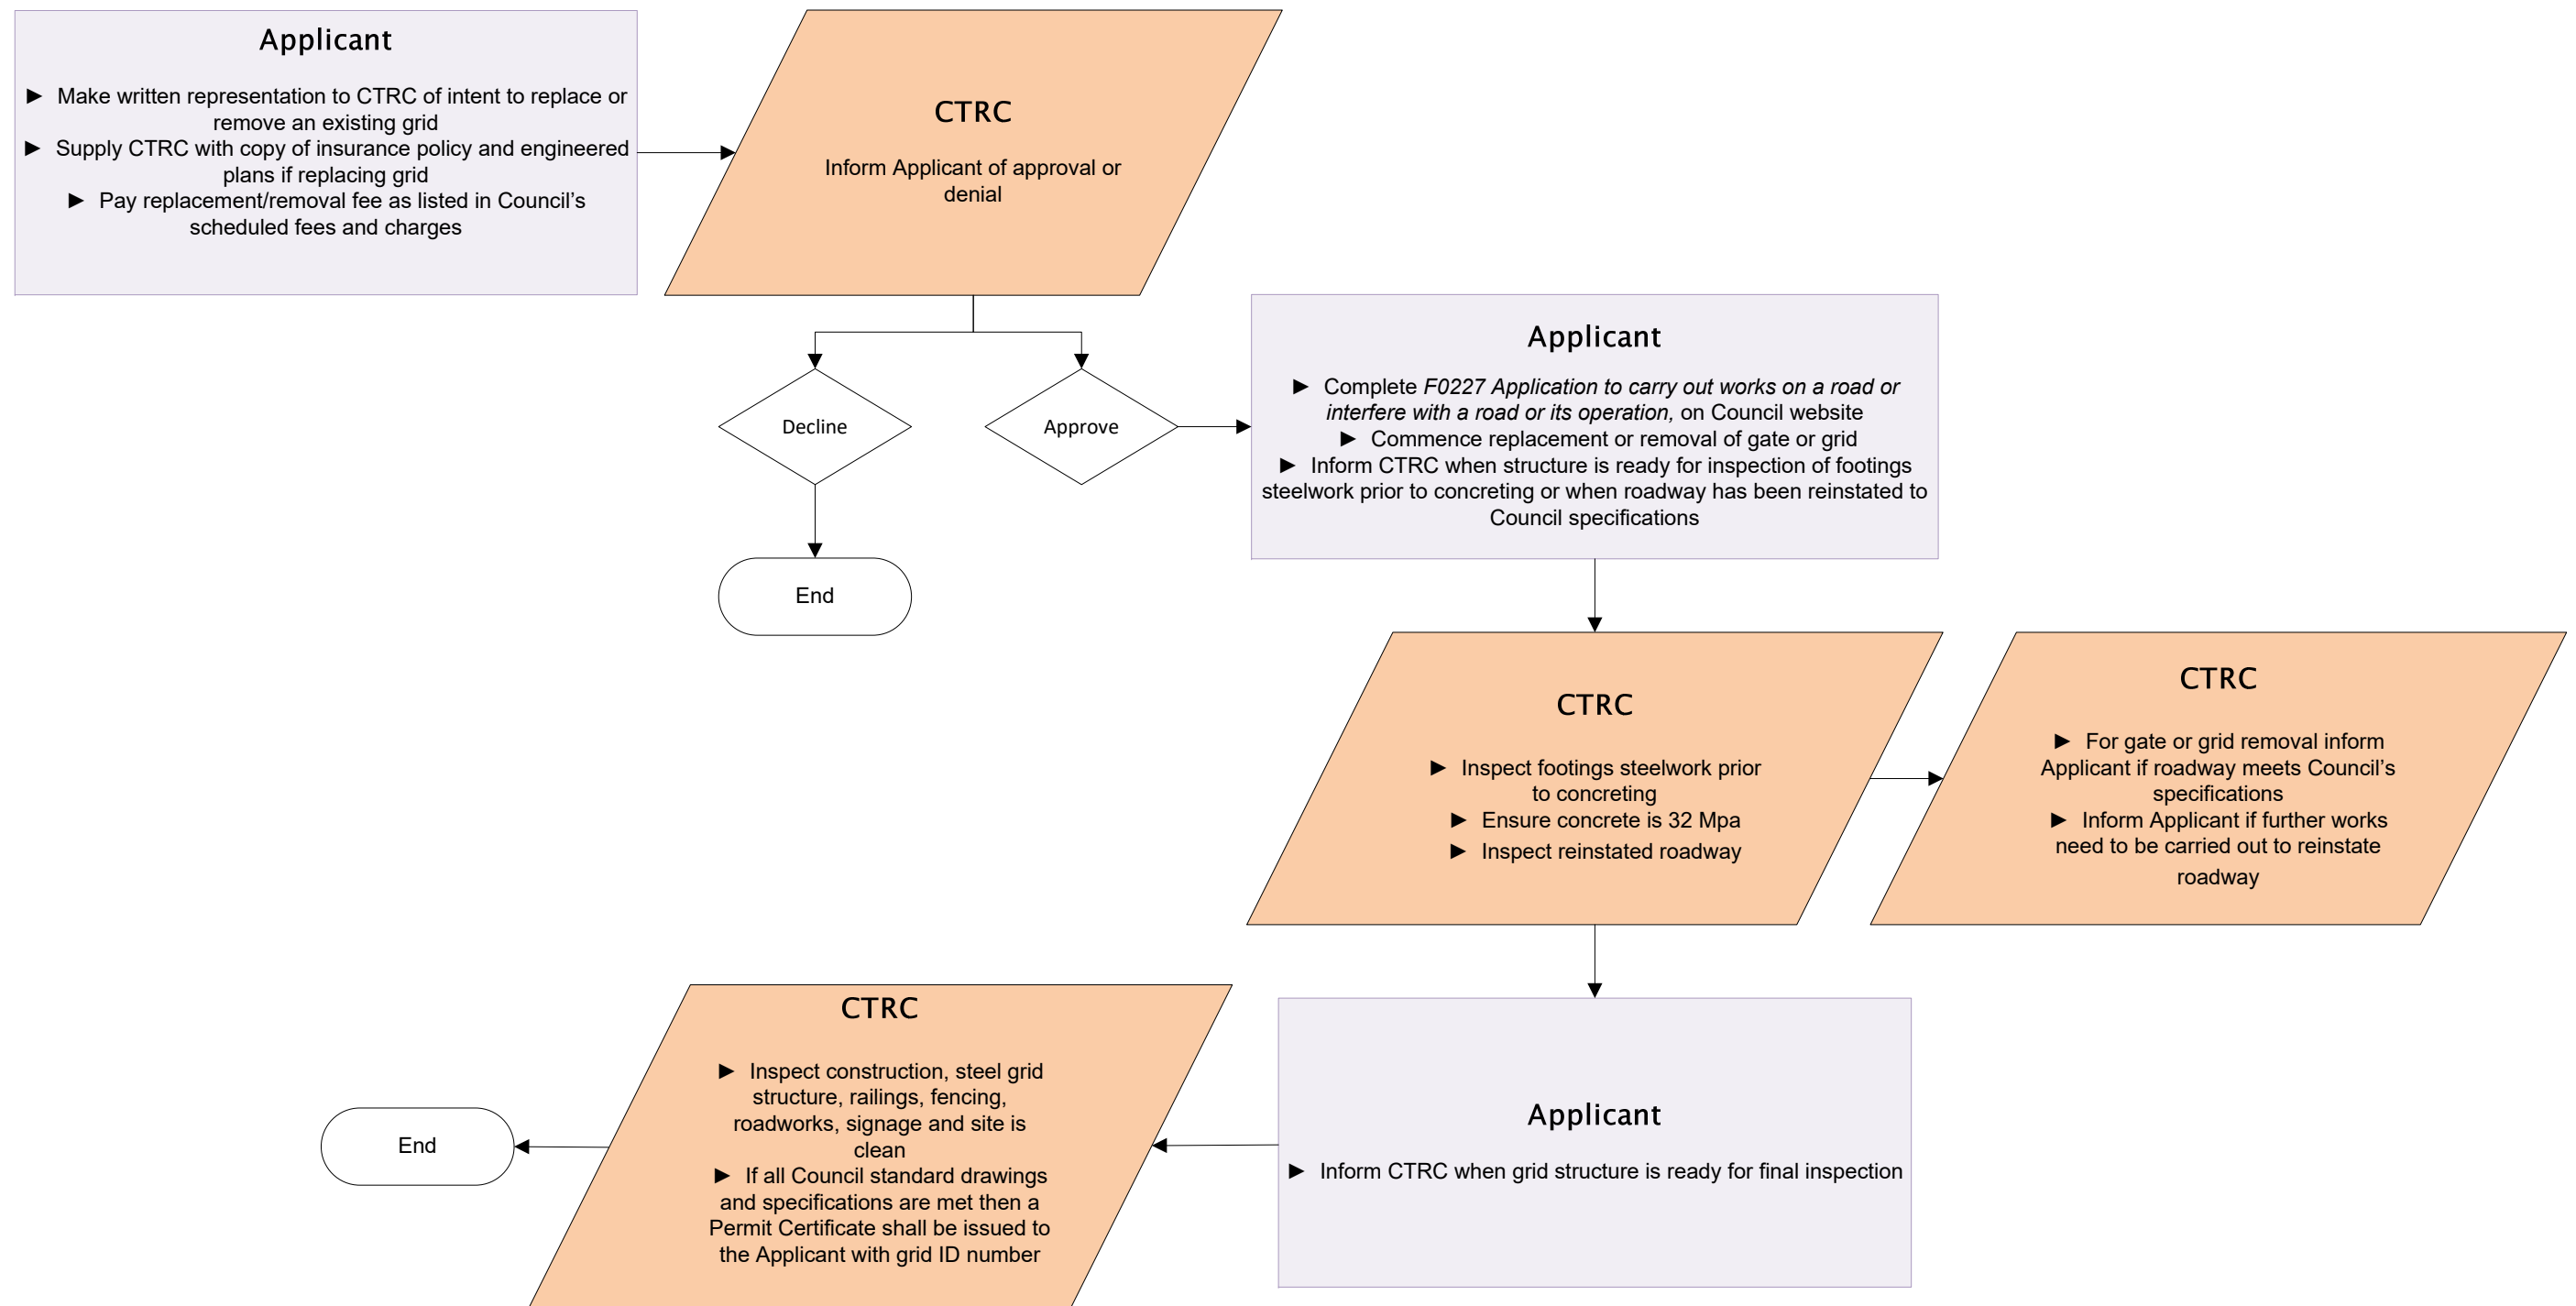 Applicant
► Make written representation to CTRC of intent to replace or
remove an existing grid
► Supply CTRC with copy of insurance policy and engineered
plans if replacing grid
► Pay replacement/removal fee as listed in Council’s
scheduled fees and charges
CTRC
Inform Applicant of approval or
denial
Decline
Approve
End
Applicant
► Complete F0227 Application to carry out works on a road or
interfere with a road or its operation, on Council website
► Commence replacement or removal of gate or grid
► Inform CTRC when structure is ready for inspection of footings
steelwork prior to concreting or when roadway has been reinstated to
Council specifications
CTRC
► Inspect footings steelwork prior
to concreting
► Ensure concrete is 32 Mpa
► Inspect reinstated roadway
CTRC
► For gate or grid removal inform
Applicant if roadway meets Council’s
specifications
► Inform Applicant if further works
need to be carried out to reinstate
roadway
Applicant
► Inform CTRC when grid structure is ready for final inspection
CTRC
► Inspect construction, steel grid
structure, railings, fencing,
roadworks, signage and site is
clean
► If all Council standard drawings
and specifications are met then a
Permit Certificate shall be issued to
the Applicant with grid ID number
End